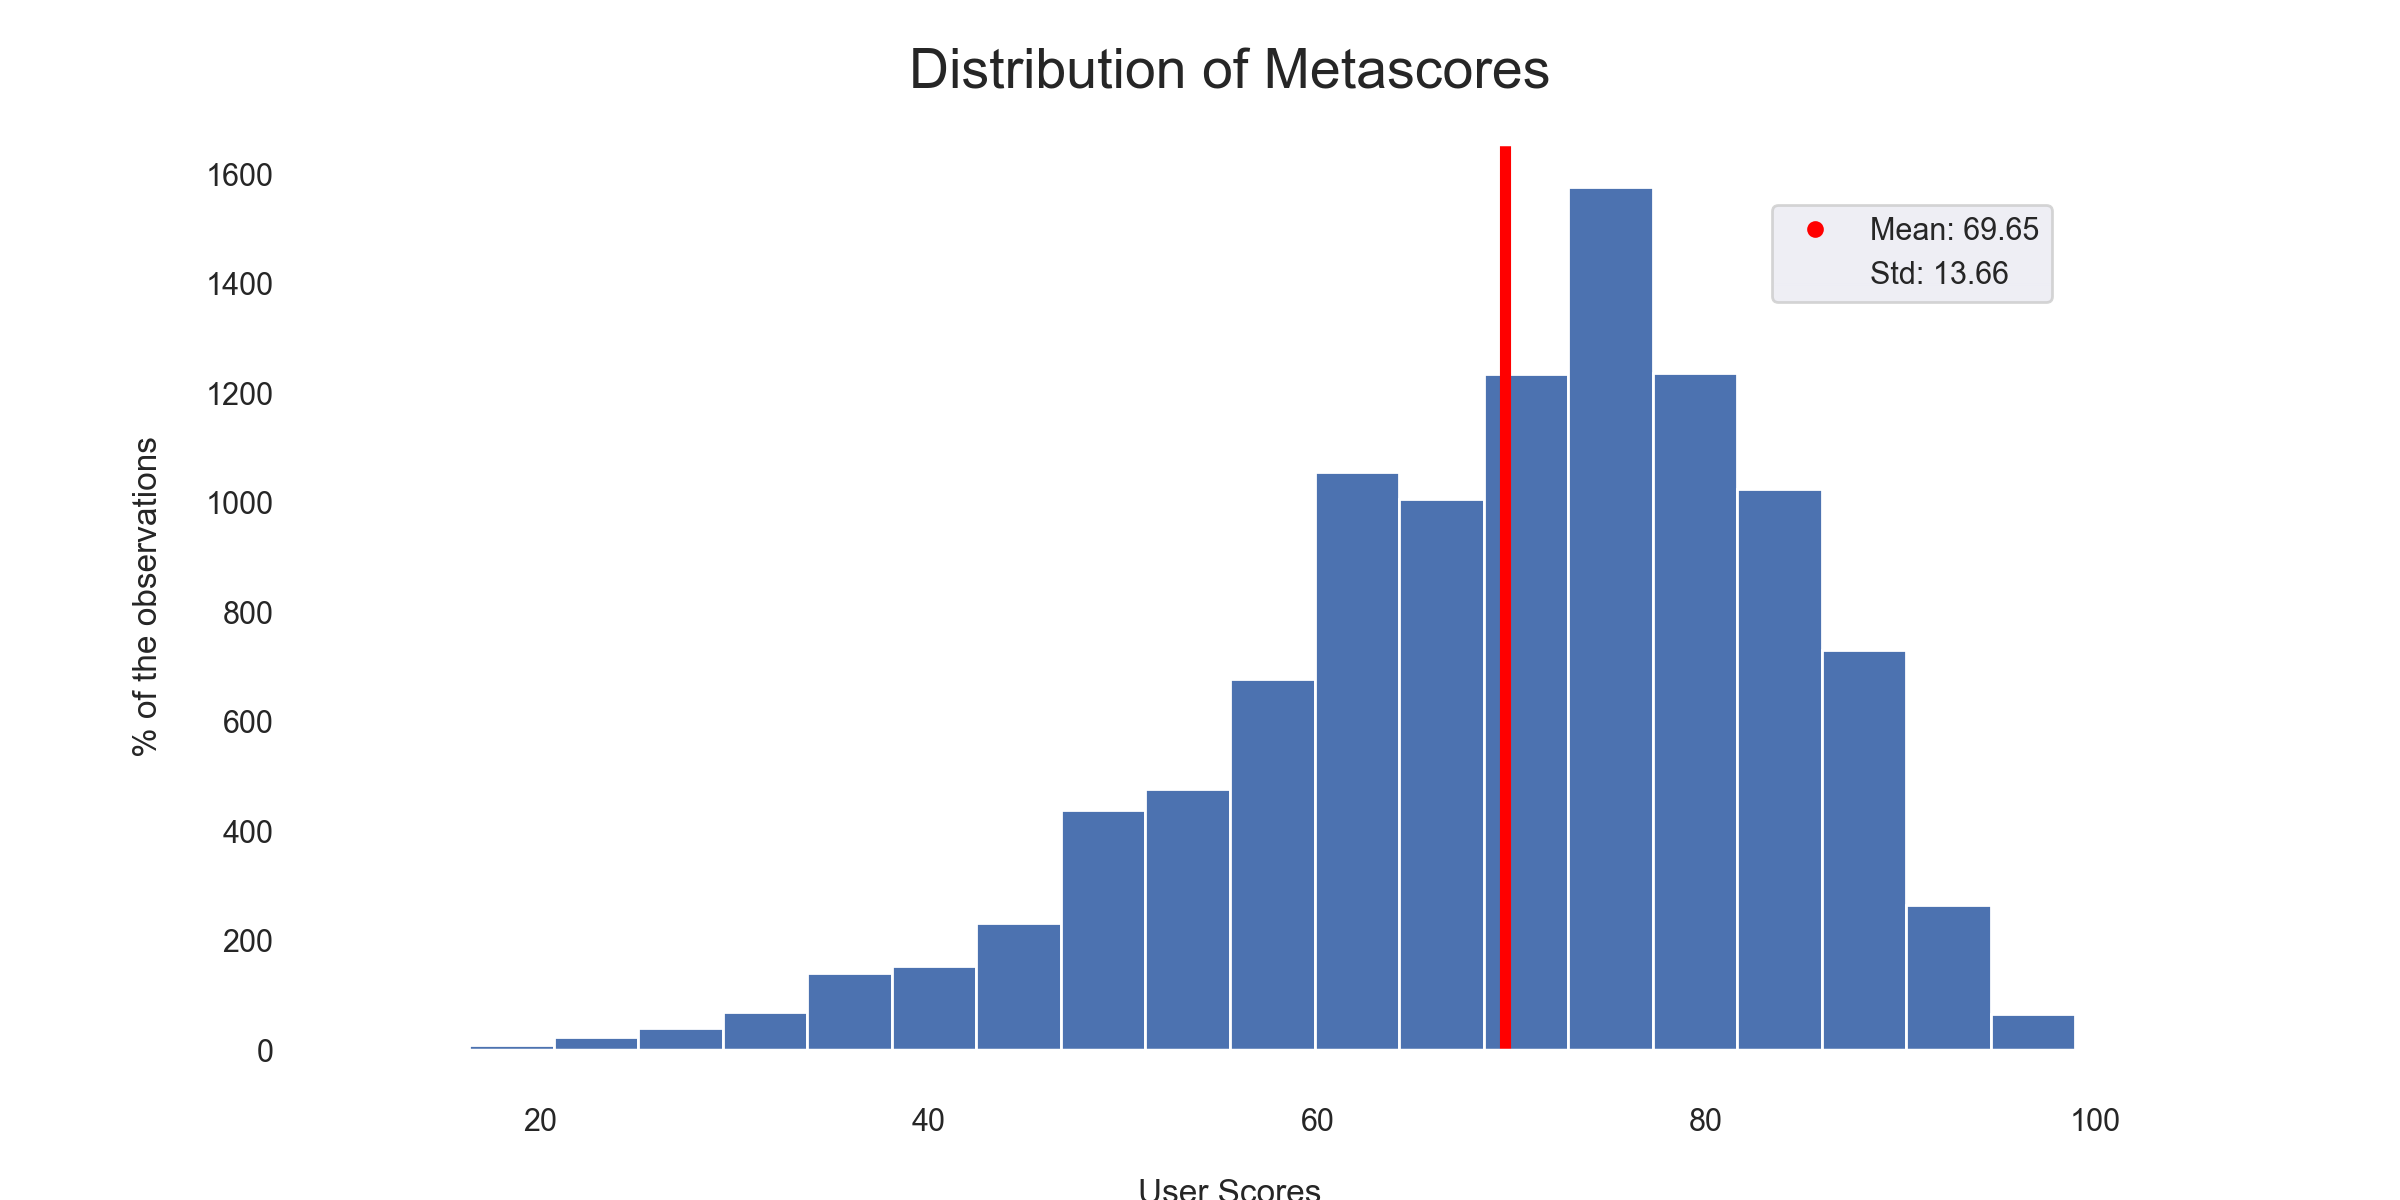 Distribution of Metascores
1600
1400
1200
1000
800
600
400
200
0
% of the observations
Mean: 69.65
Std: 13.66
20 40 60 80 100
User Scores